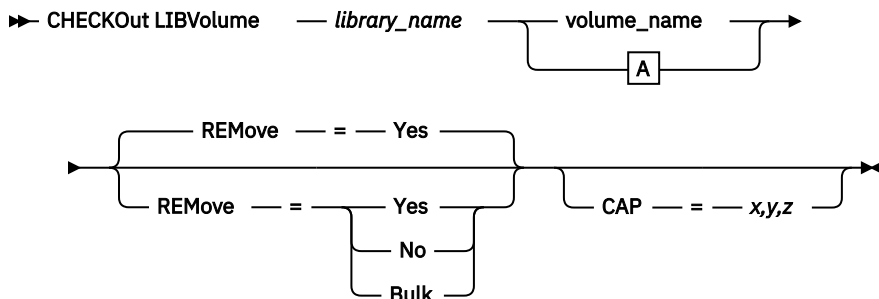 CHECKOut LIBVolume library_name volume_name
A
REMove = Yes
REMove = Yes CAP = x,y,z
No
Bulk